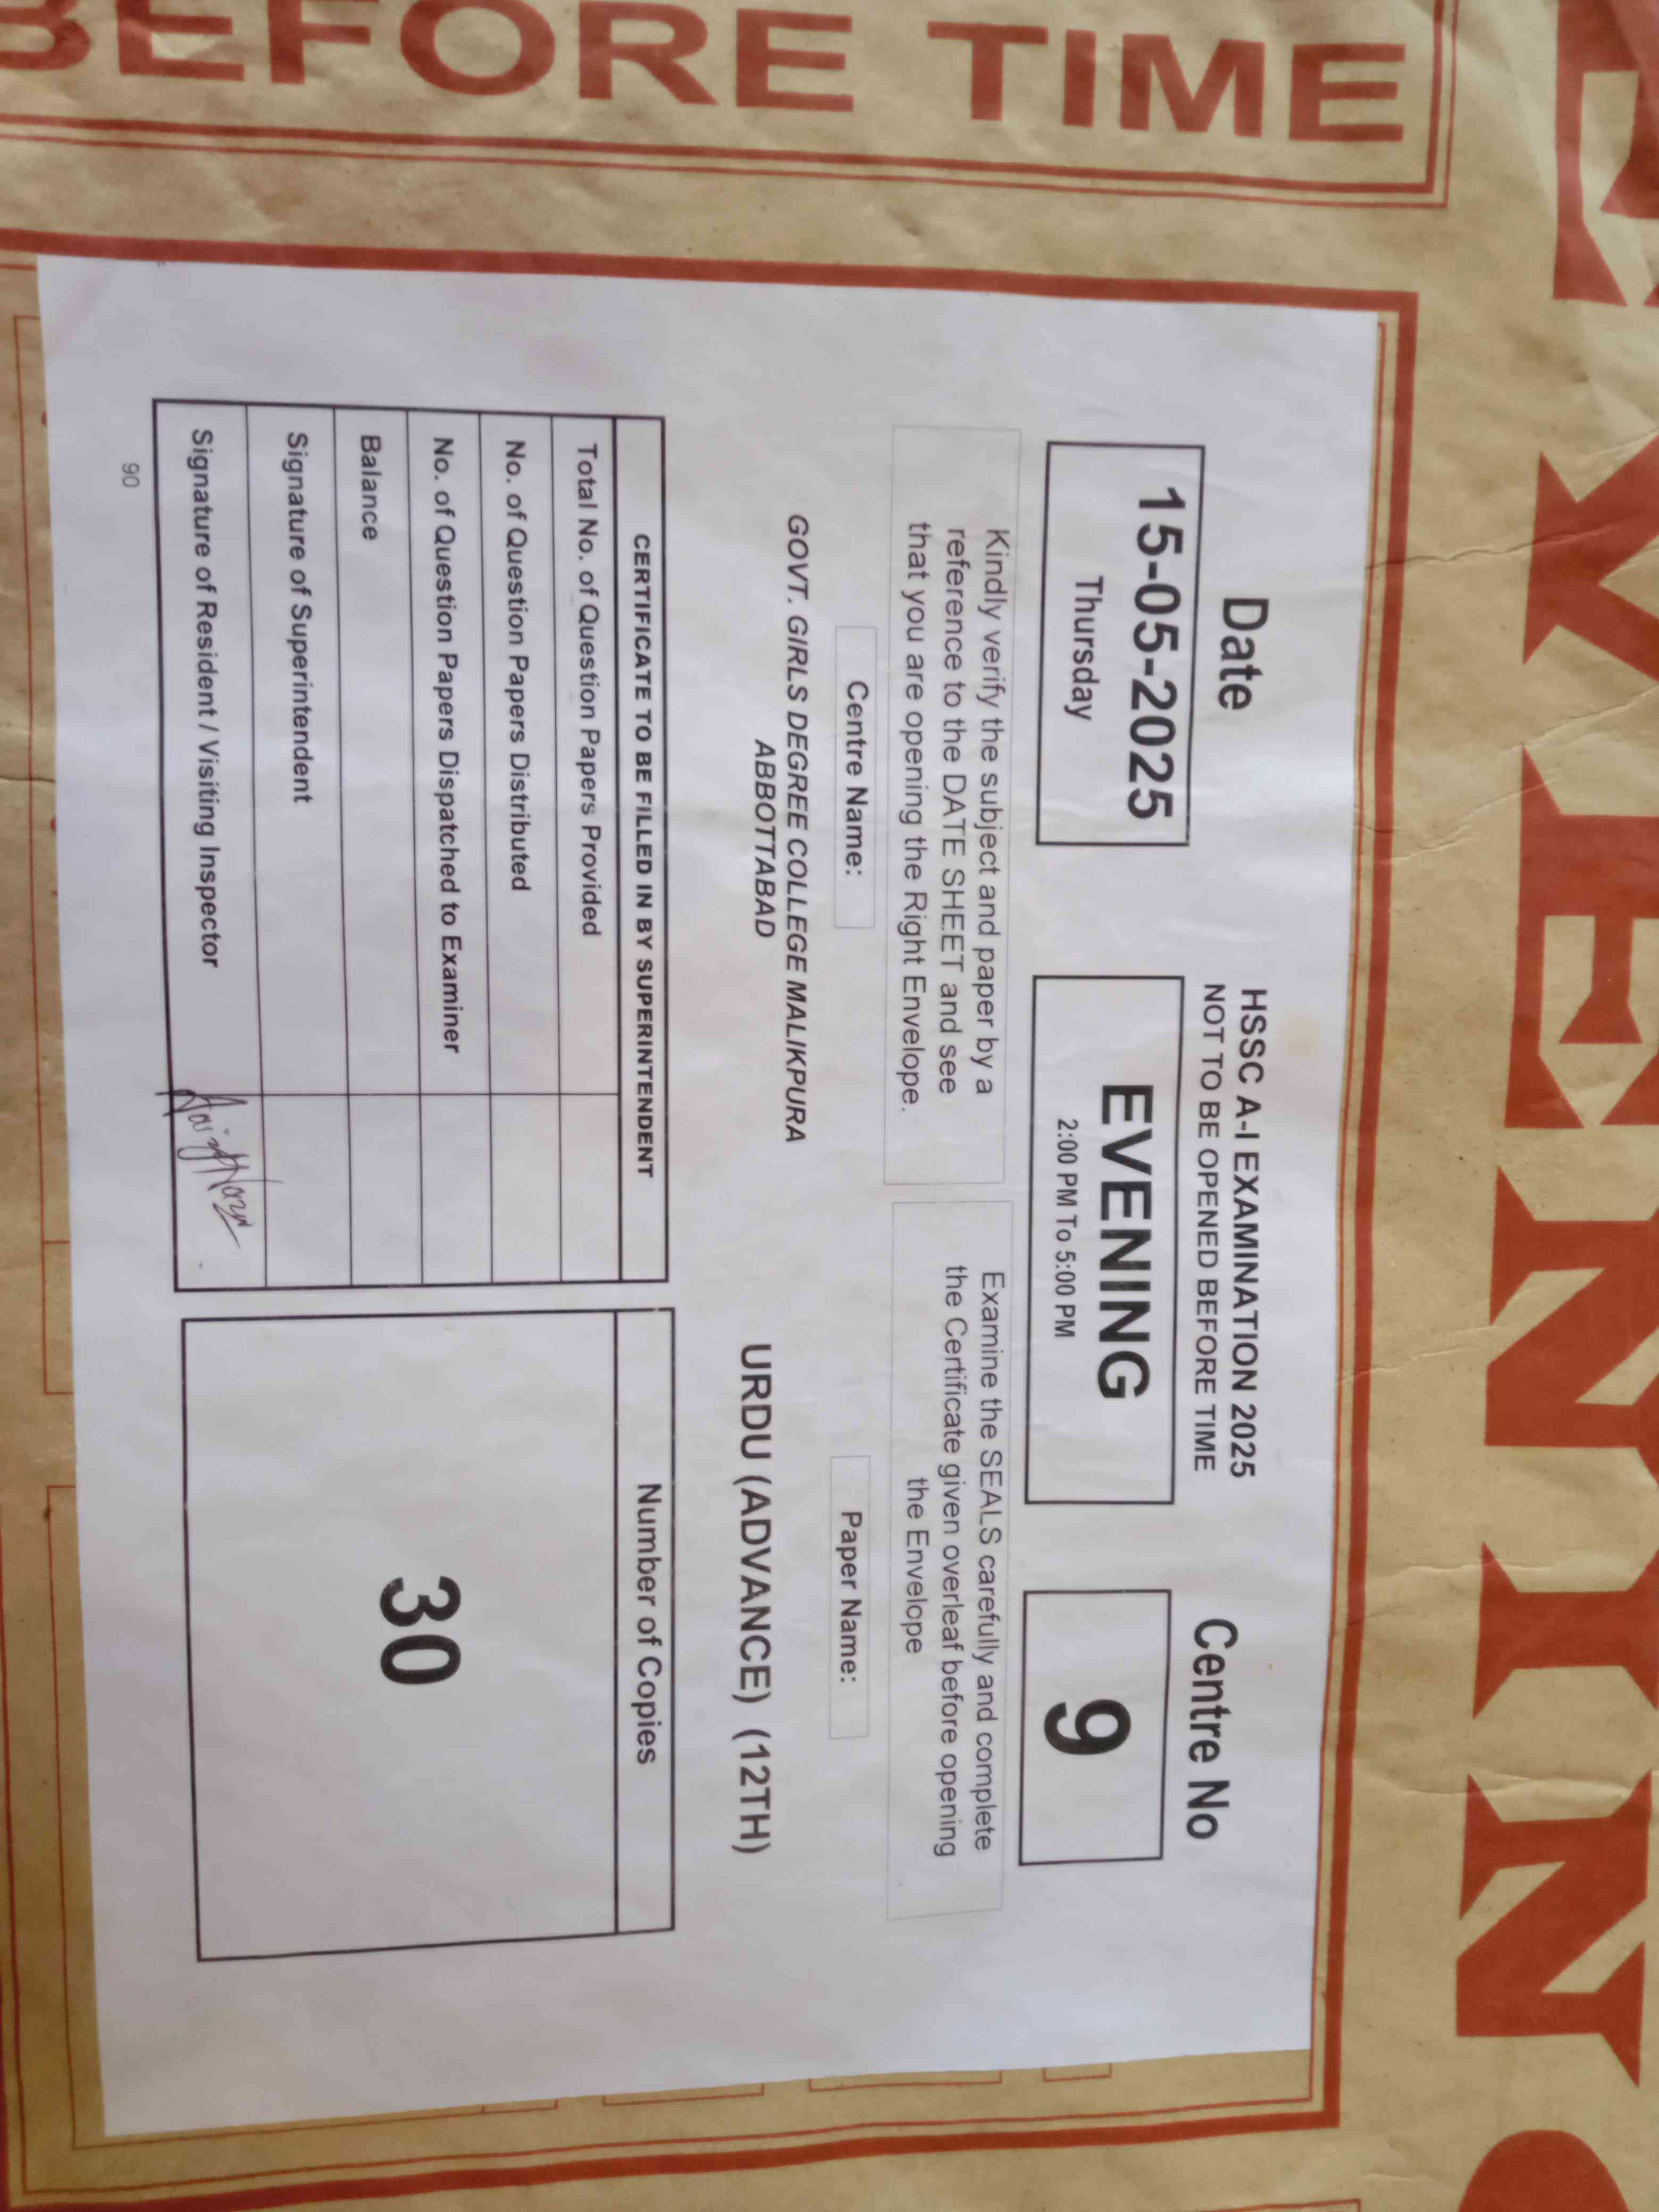 BEFORE TIME
Date
15-05-2025
Thursday
HSSC A-I EXAMINATION 2025
NOT TO BE OPENED BEFORE TIME
EVENING
2:00 PM To 5:00 PM
Centre No
9
Kindly verify the subject and paper by a
reference to the DATE SHEET and see
that you are opening the Right Envelope.
Examine the SEALS carefully and complete
the Certificate given overleaf before opening
the Envelope
Centre Name:
GOVT. GIRLS DEGREE COLLEGE MALIKPURA
ABBOTTABAD
Paper Name:
URDU (ADVANCE) (12TH)
CERTIFICATE TO BE FILLED IN BY SUPERINTENDENT
Total No. of Question Papers Provided
No. of Question Papers Distributed
No. of Question Papers Dispatched to Examiner
Balance
Signature of Superintendent
Signature of Resident / Visiting Inspector
Number of Copies
30
90